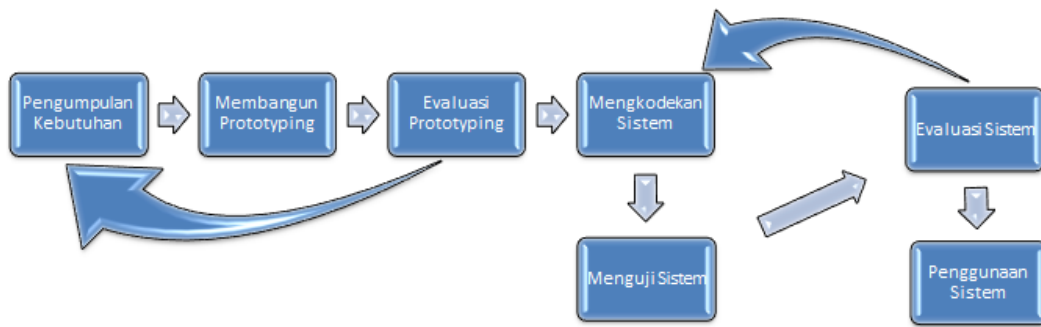 Pengumpulan
Kebutuhan
Membangun
Prototyping
Evaluasi
Prototyping
Mengkodekan
Sistem
Evaluasi Sistem
Menguji Sistem
Penggunaan
Sistem